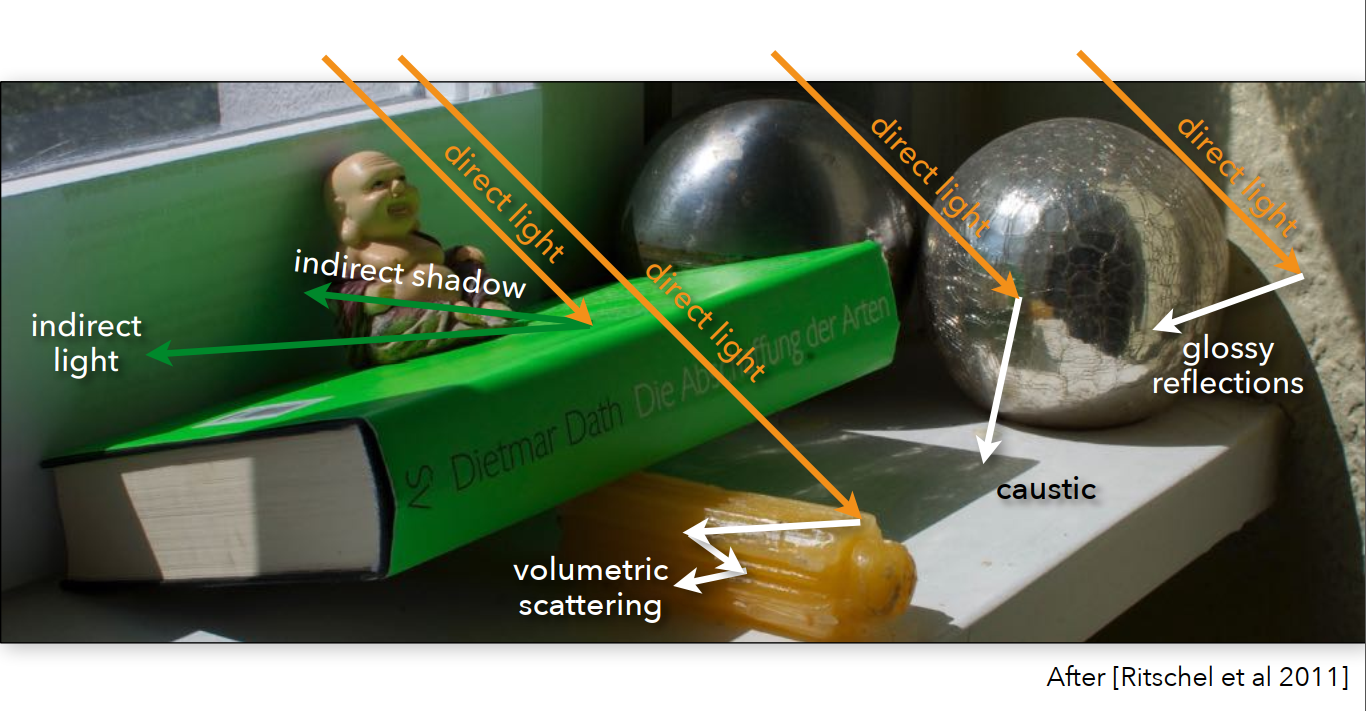 direct light
direct light
direct light
direct light
indirect shadow
indirect
light
glossy
reflections
Dietmar Dath Die Abschaffung der Arten
caustic
volumetric
scattering
After [Ritschel et al 2011]